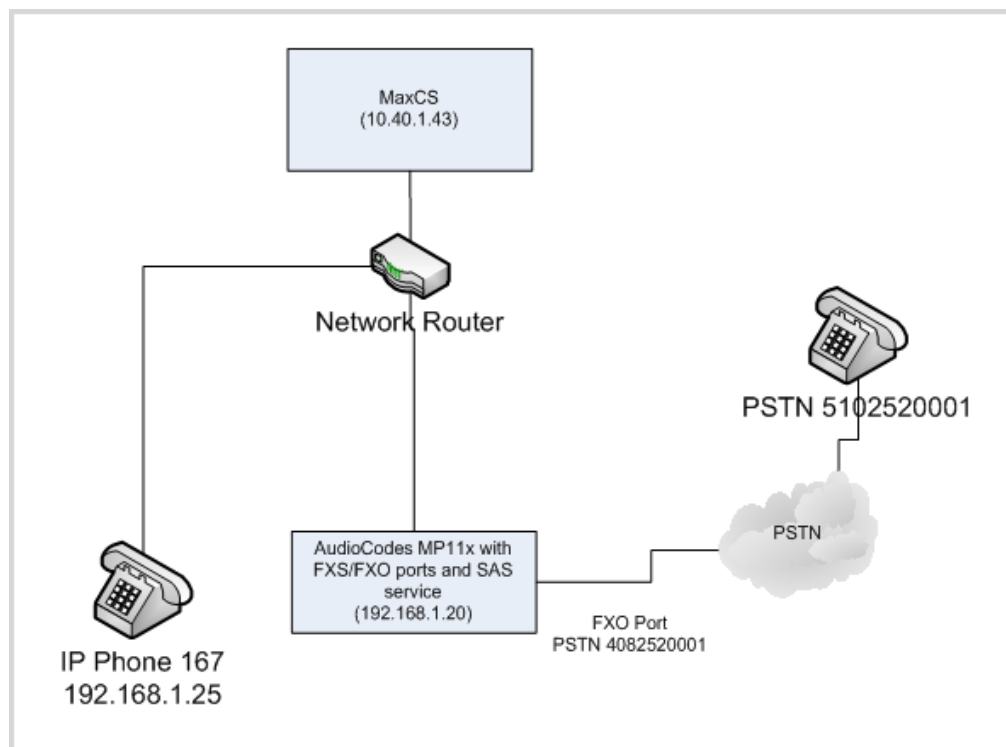 MaxCS
(10.40.1.43)
Network Router
PSTN 5102520001
PSTN
AudioCodes MP11x with
FXS/FXO ports and SAS
service
(192.168.1.20)
FXO Port
PSTN 4082520001
IP Phone 167
192.168.1.25